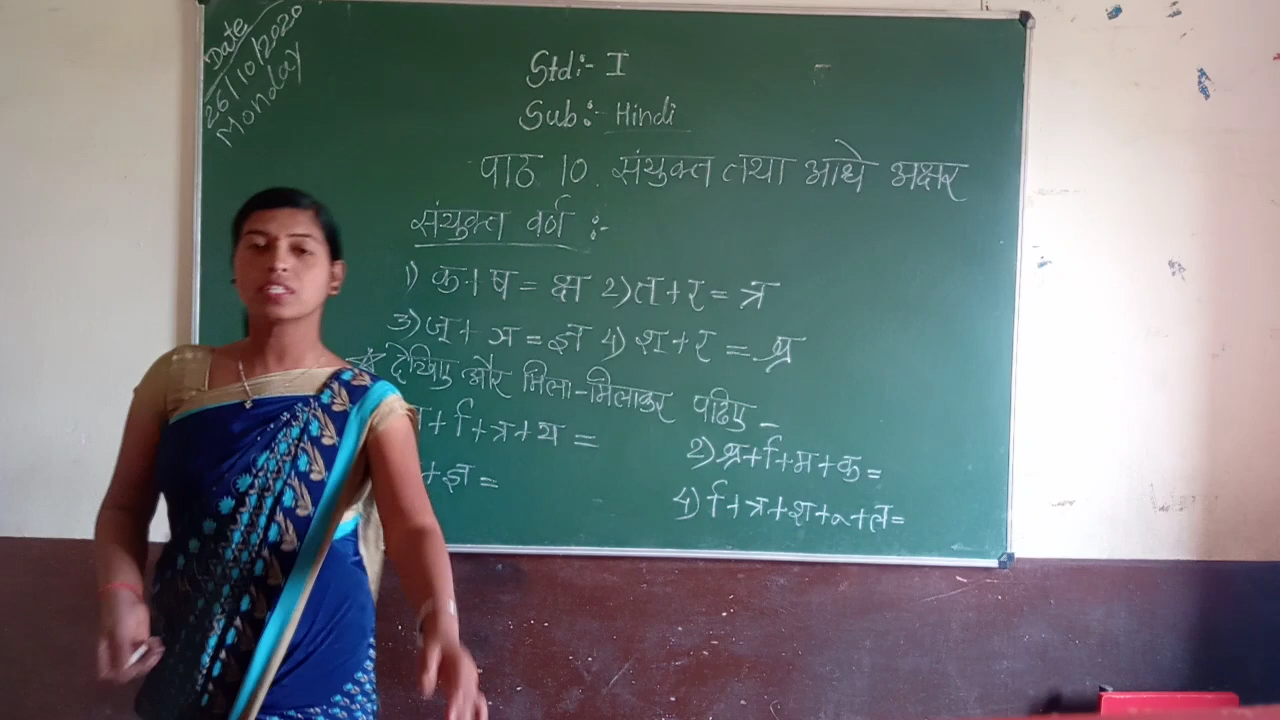 Date
26/10/2020
Monday
Std:- I
Sub:- Hindi
पाठ 10. संयुक्त तथा आधे अक्षर
संयुक्त वर्ण :-
1) क + ष = क्ष 2) त + र = त्र
3) ज् + ञ = ज्ञ 4) श + र = श्र
☆ देखिए और मिला-मिलाकर पढिए -
+ ि + त्र + य =
2) श्र + ि + म + क =
+ ज्ञ =
4) ि + त्र + श + ू + ल =